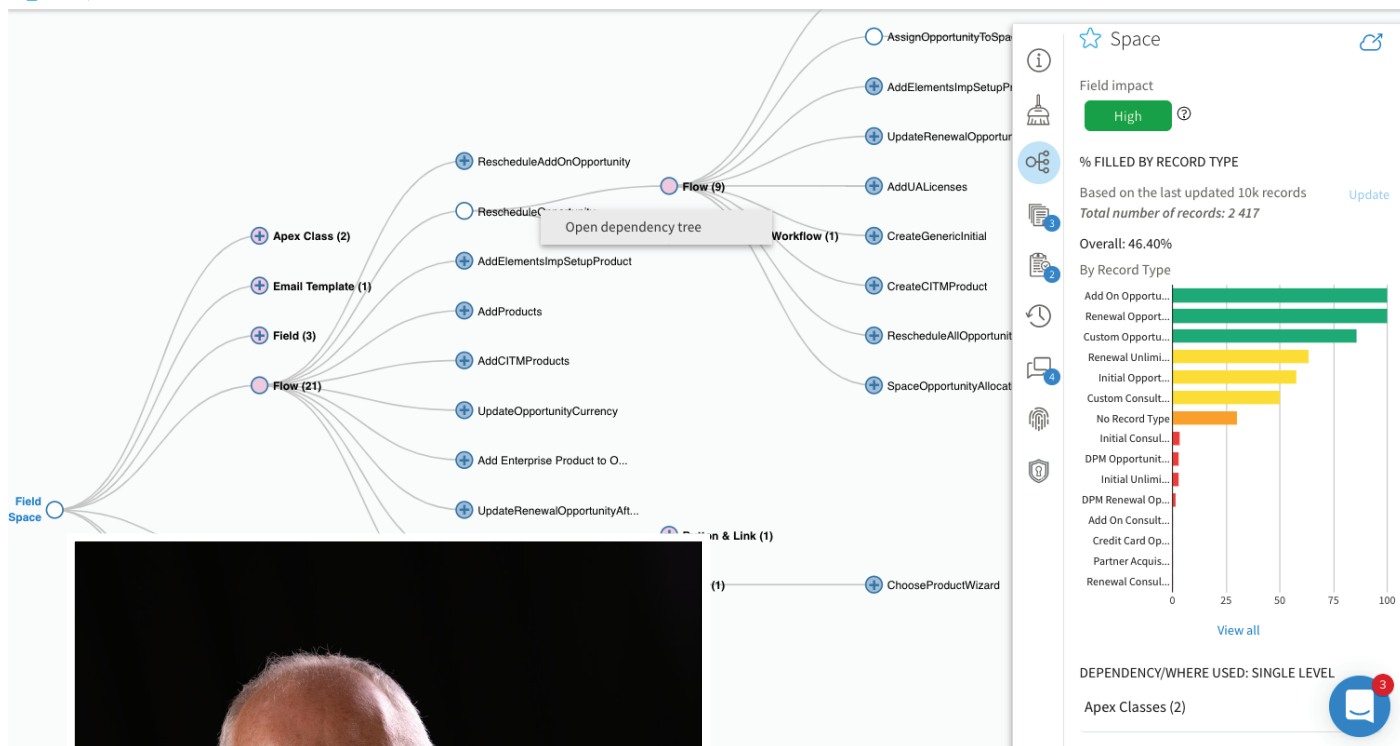 AssignOpportunityToSpa
AddElementsImpSetupPr
UpdateRenewalOpportur
RescheduleAddOnOpportunity
Flow (9)
AddUALicenses
Reschedule
Open dependency tree
Apex Class (2)
Workflow (1)
CreateGenericInitial
AddElementsImpSetupProduct
Email Template (1)
CreateCITMProduct
AddProducts
Field (3)
RescheduleAllOpportunit
AddCITMProducts
Flow (21)
SpaceOpportunityAllocat
UpdateOpportunityCurrency
Add Enterprise Product to O...
Field
Space
UpdateRenewalOpportunityAft...
n & Link (1)
(1)
ChooseProductWizard
Space
Field impact
High
% FILLED BY RECORD TYPE
Based on the last updated 10k records
Update
Total number of records: 2 417
Overall: 46.40%
By Record Type
3
2
4
Add On Opportu...
Renewal Opport...
Custom Opportu...
Renewal Unlimi...
Initial Opport...
Custom Consult...
No Record Type
Initial Consul...
DPM Opportunit...
Initial Unlimi...
DPM Renewal Op...
Add On Consult...
Credit Card Op...
Partner Acquis...
Renewal Consul...
0 25 50 75 100
View all
DEPENDENCY/WHERE USED: SINGLE LEVEL
3
Apex Classes (2)